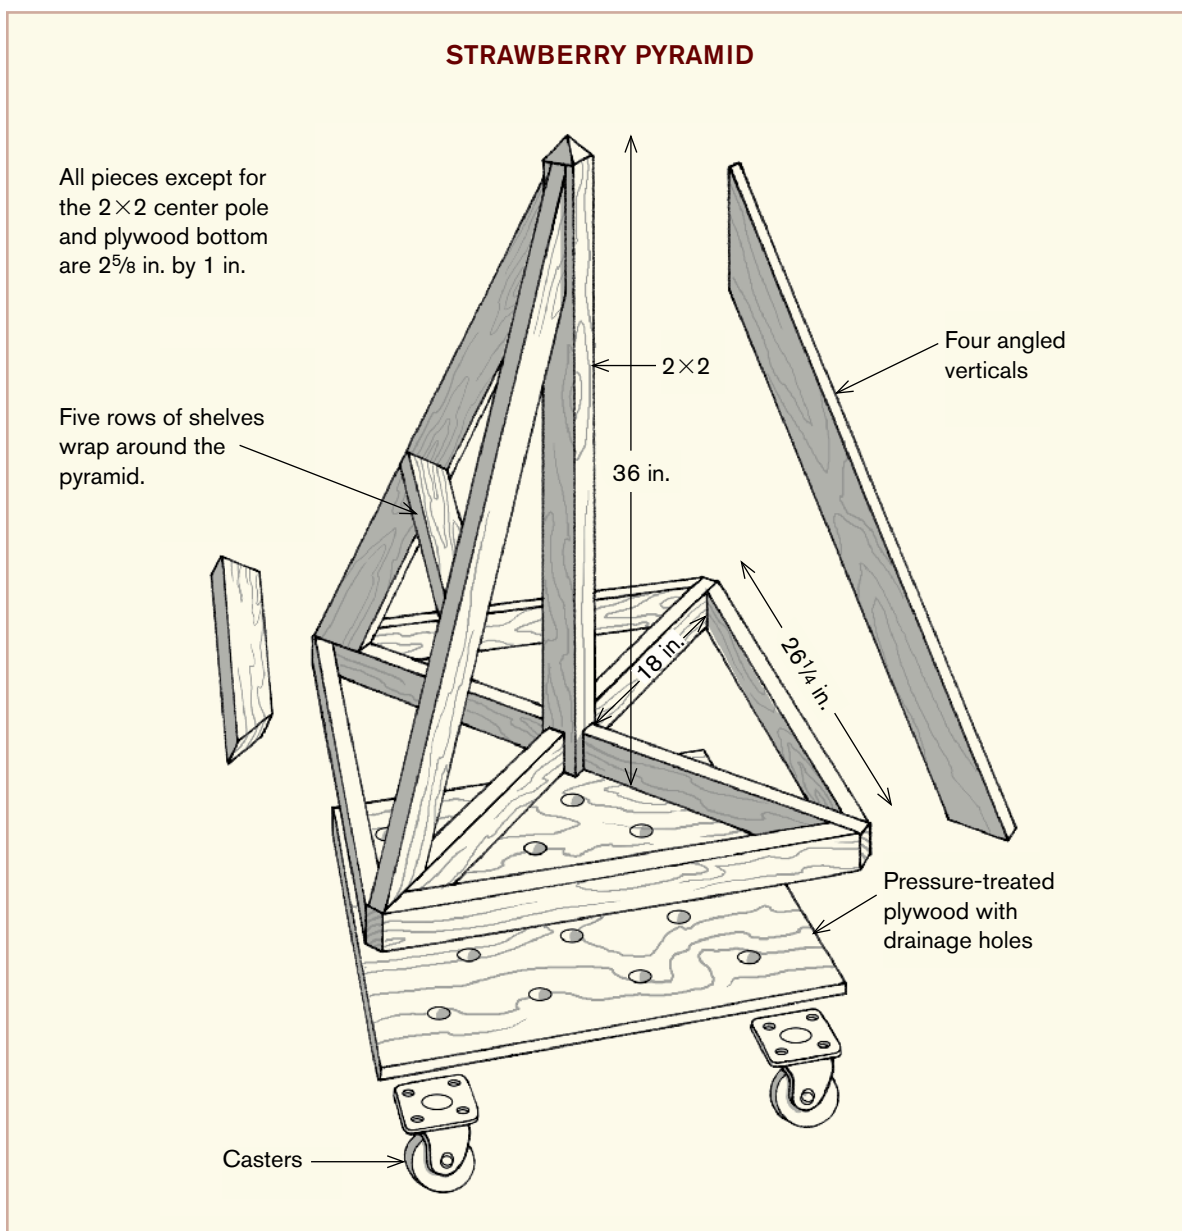 STRAWBERRY PYRAMID
All pieces except for
the 2×2 center pole
and plywood bottom
are 2⅝ in. by 1 in.
Four angled
verticals
2×2
Five rows of shelves
wrap around the
pyramid.
36 in.
18 in.
26¼ in.
Pressure-treated
plywood with
drainage holes
Casters